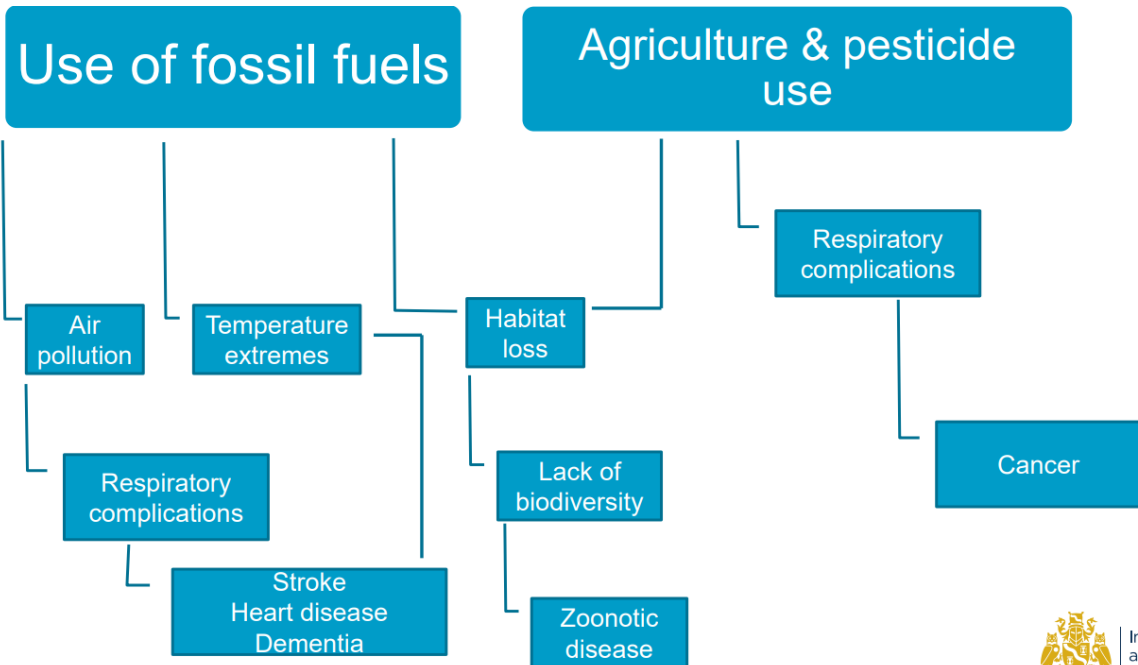 Use of fossil fuels
Agriculture & pesticide
use
Respiratory
complications
Air
pollution
Temperature
extremes
Habitat
loss
Cancer
Respiratory
complications
Lack of
biodiversity
Stroke
Heart disease
Dementia
Zoonotic
disease